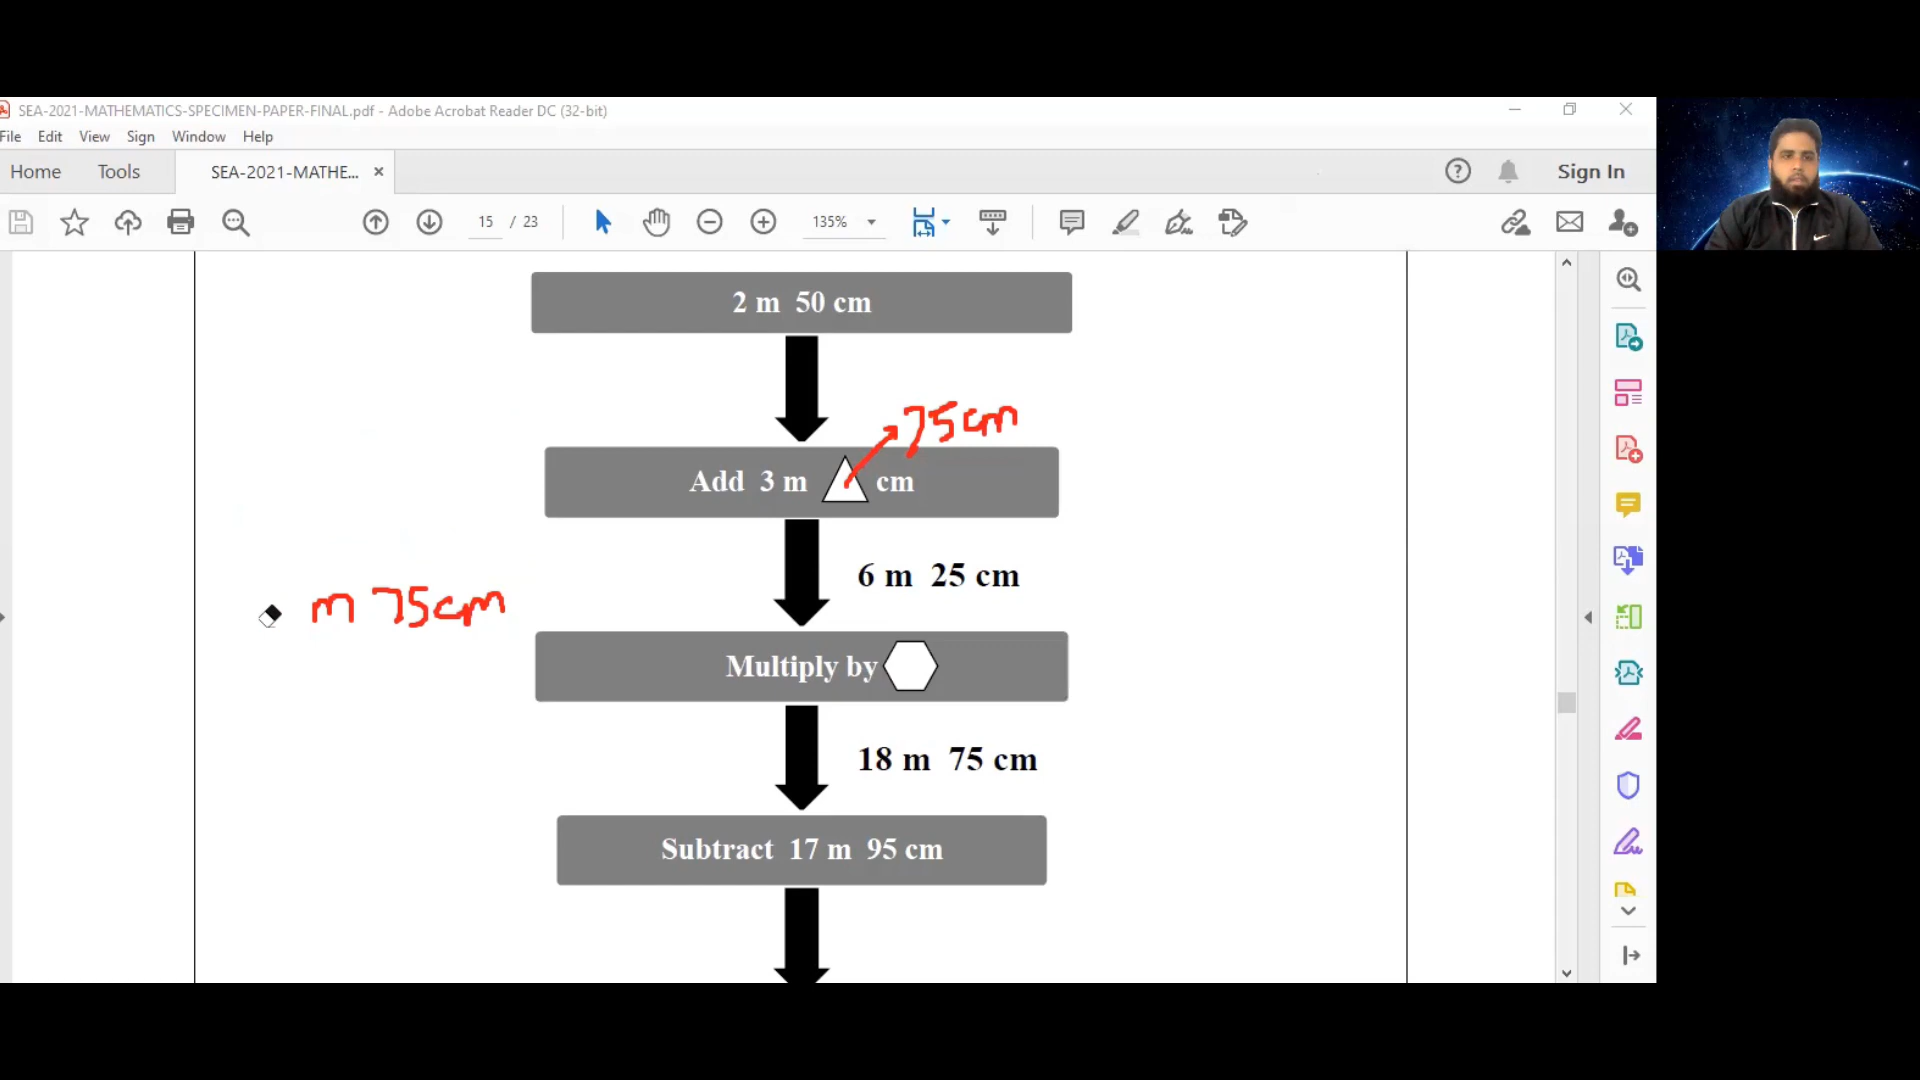 SEA-2021-MATHEMATICS-SPECIMEN-PAPER-FINAL.pdf - Adobe Acrobat Reader DC (32-bit)
File Edit View Sign Window Help
Home Tools SEA-2021-MATHE... × Sign In
15 / 23 135%
2 m 50 cm
75cm
Add 3 m cm
6 m 25 cm
m 75cm
Multiply by
18 m 75 cm
Subtract 17 m 95 cm